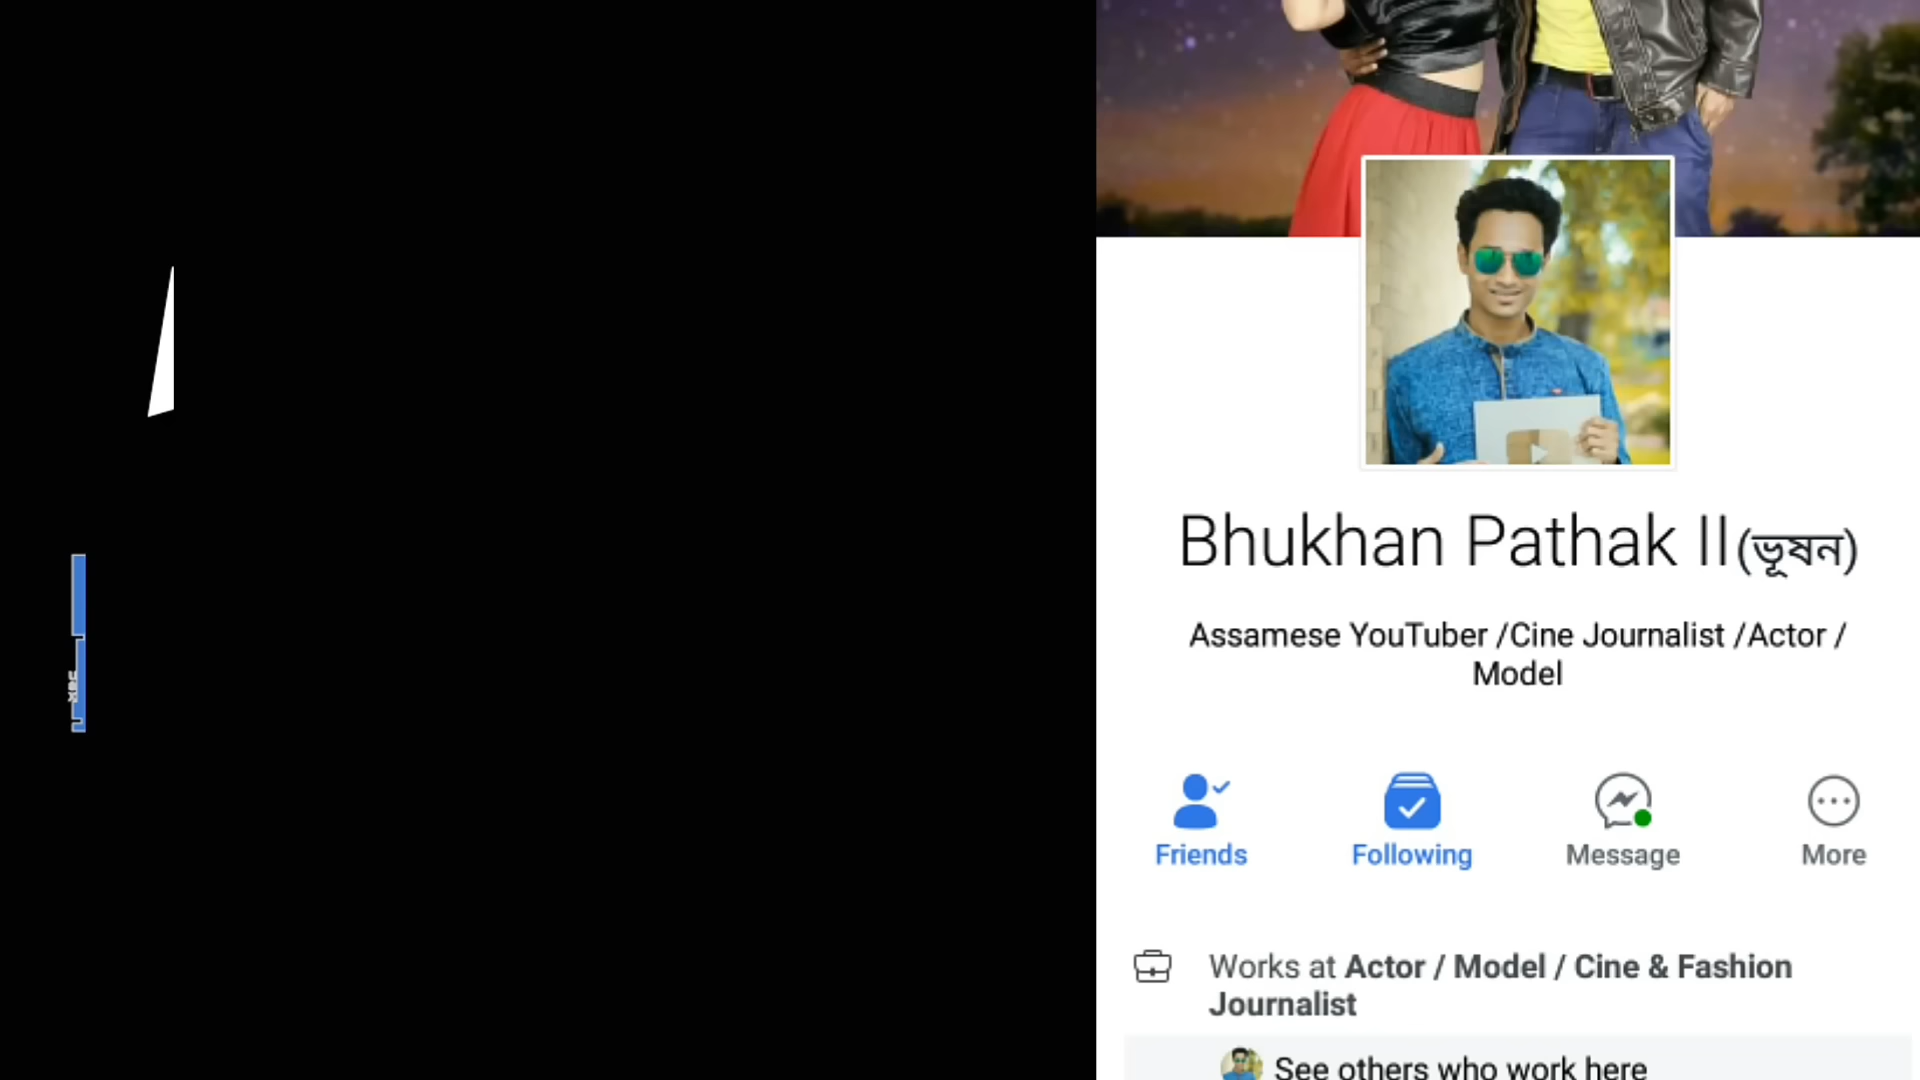 Bhukhan Pathak II(ভূষন)
Assamese YouTuber /Cine Journalist /Actor /
Model
Friends
Following
Message
More
Works at Actor / Model / Cine & Fashion
Journalist
See others who work here